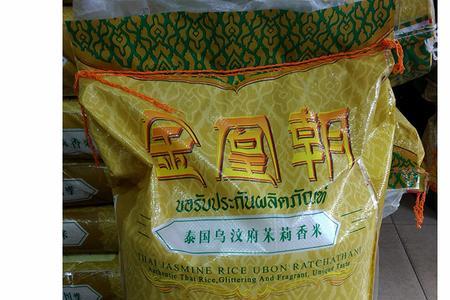 金皇朝
ขอรับประกันผลิตภัณฑ์
泰国乌汶府茉莉香米
THAI JASMINE RICE UBON RATCHATHANI
Authentic Thai Rice,Glittering And Fragrant, Unique Taste
香米